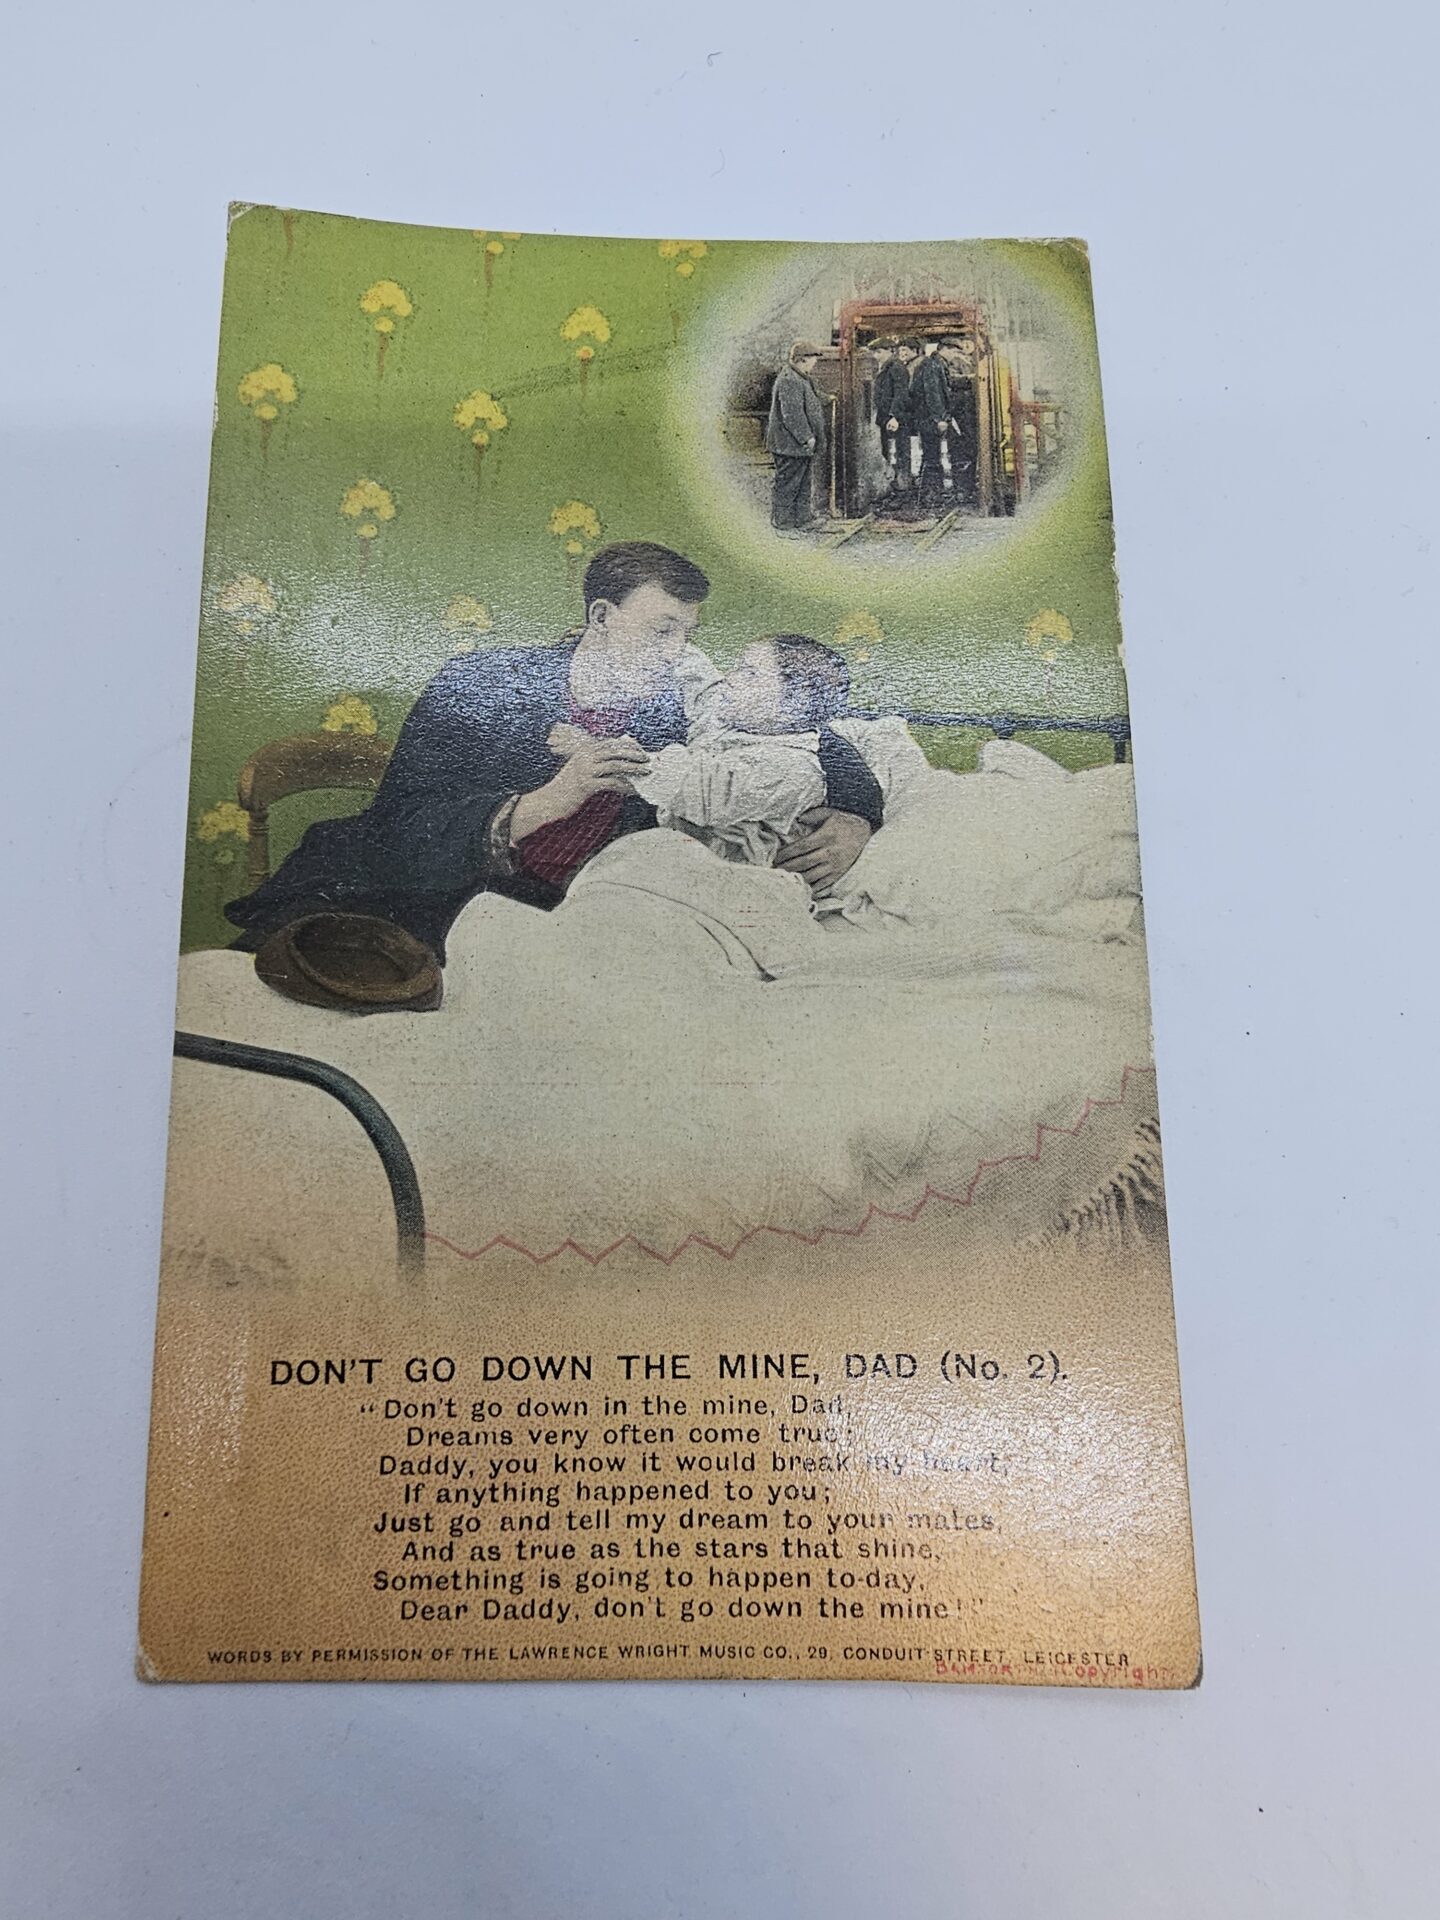 DON'T GO DOWN THE MINE, DAD (No. 2).
"Don't go down in the mine, Dad,
Dreams very often come true;
Daddy, you know it would break my heart,
If anything happened to you;
Just go and tell my dream to your mates,
And as true as the stars that shine,
Something is going to happen to-day,
Dear Daddy, don't go down the mine!"
WORDS BY PERMISSION OF THE LAWRENCE WRIGHT MUSIC CO., 29, CONDUIT STREET, LEICESTER
BAMFORTH Copyright